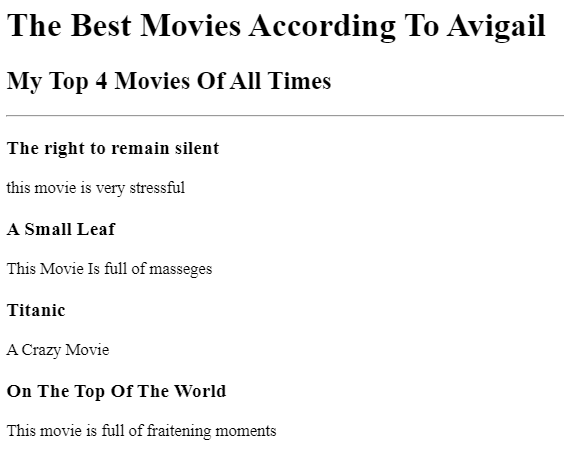 The Best Movies According To Avigail
My Top 4 Movies Of All Times
The right to remain silent
this movie is very stressful
A Small Leaf
This Movie Is full of masseges
Titanic
A Crazy Movie
On The Top Of The World
This movie is full of fraitening moments